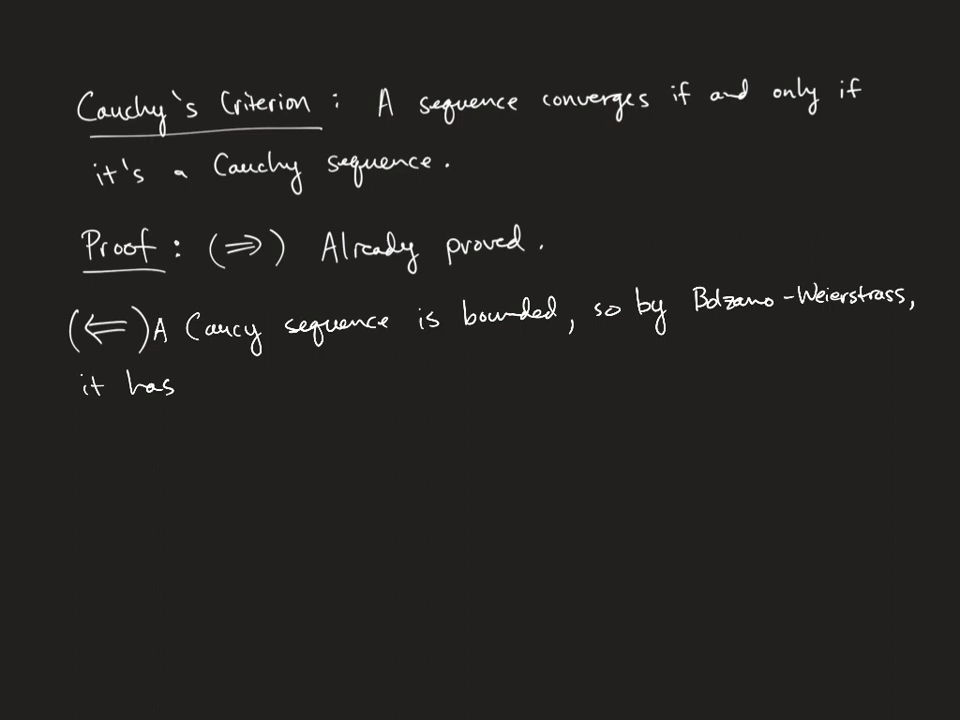 Cauchy's Criterion : A sequence converges if and only if
it's a Cauchy sequence.
Proof : (⇒) Already proved.
(⇐) A Caucy sequence is bounded, so by Bolzano-Weierstrass,
it has